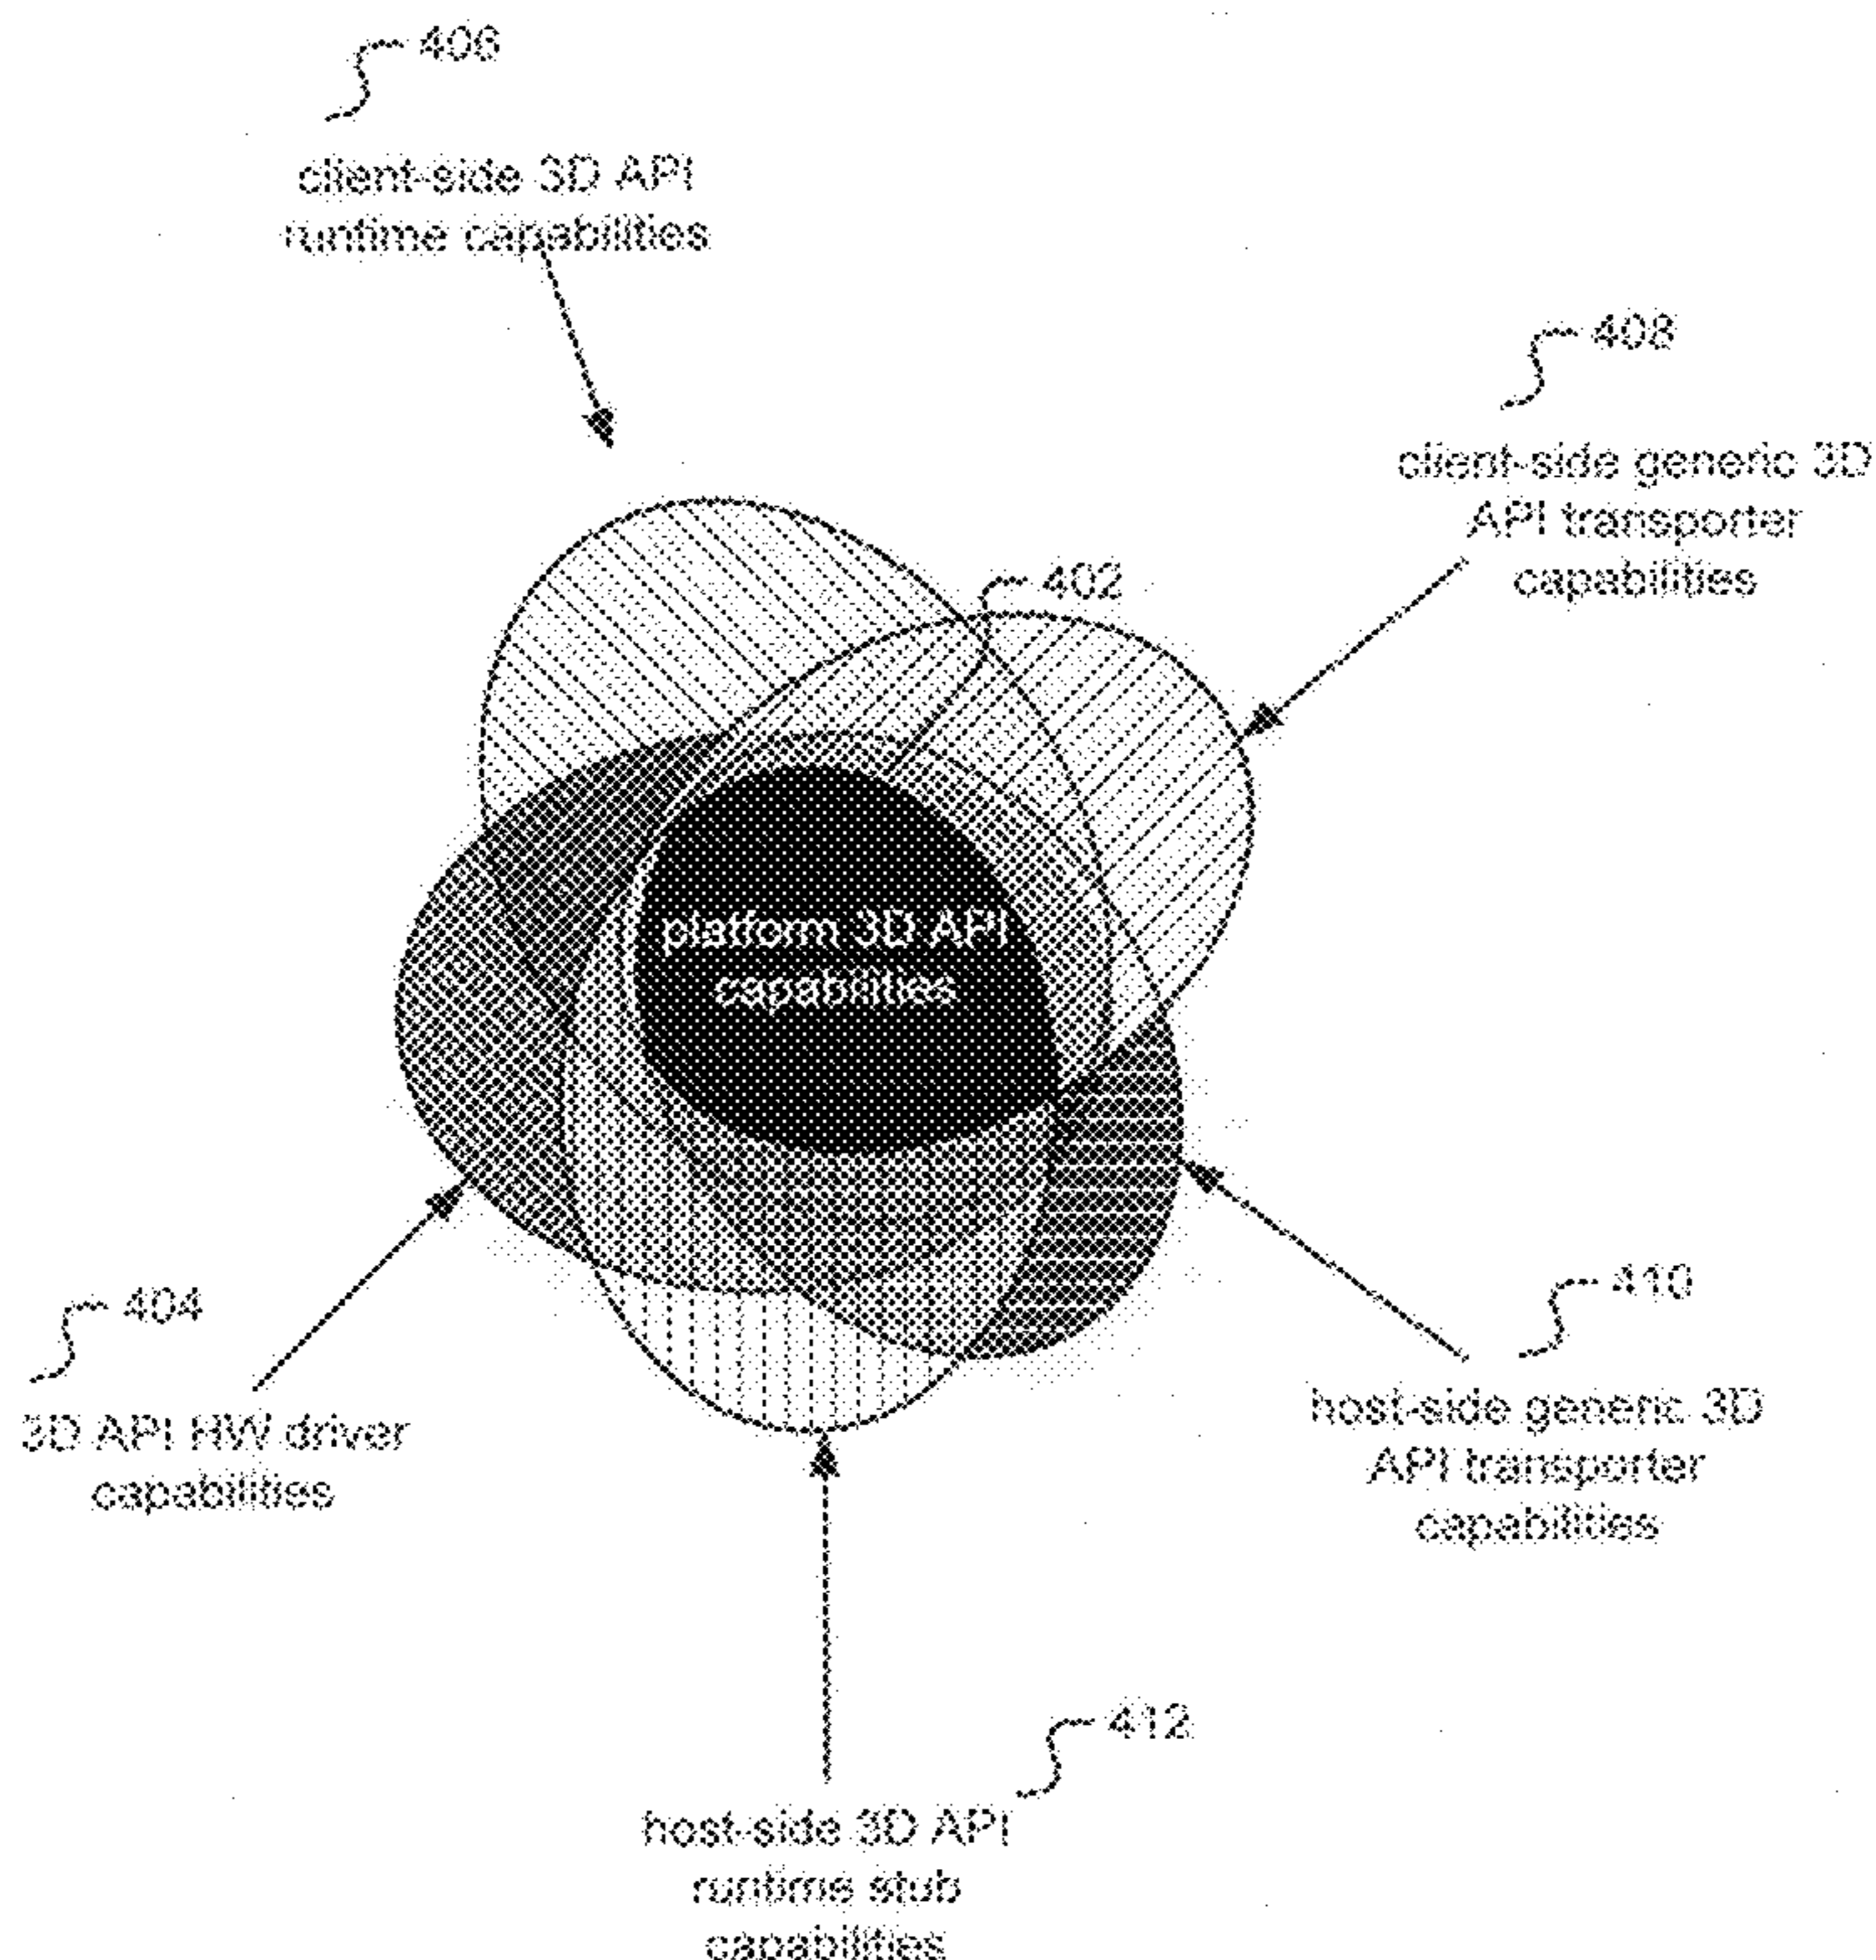 406
client-side 3D API
runtime capabilities
408
client-side generic 3D
API transporter
capabilities
402
platform 3D API
capabilities
404
3D API HW driver
capabilities
410
host-side generic 3D
API transporter
capabilities
412
host-side 3D API
runtime stub
capabilities